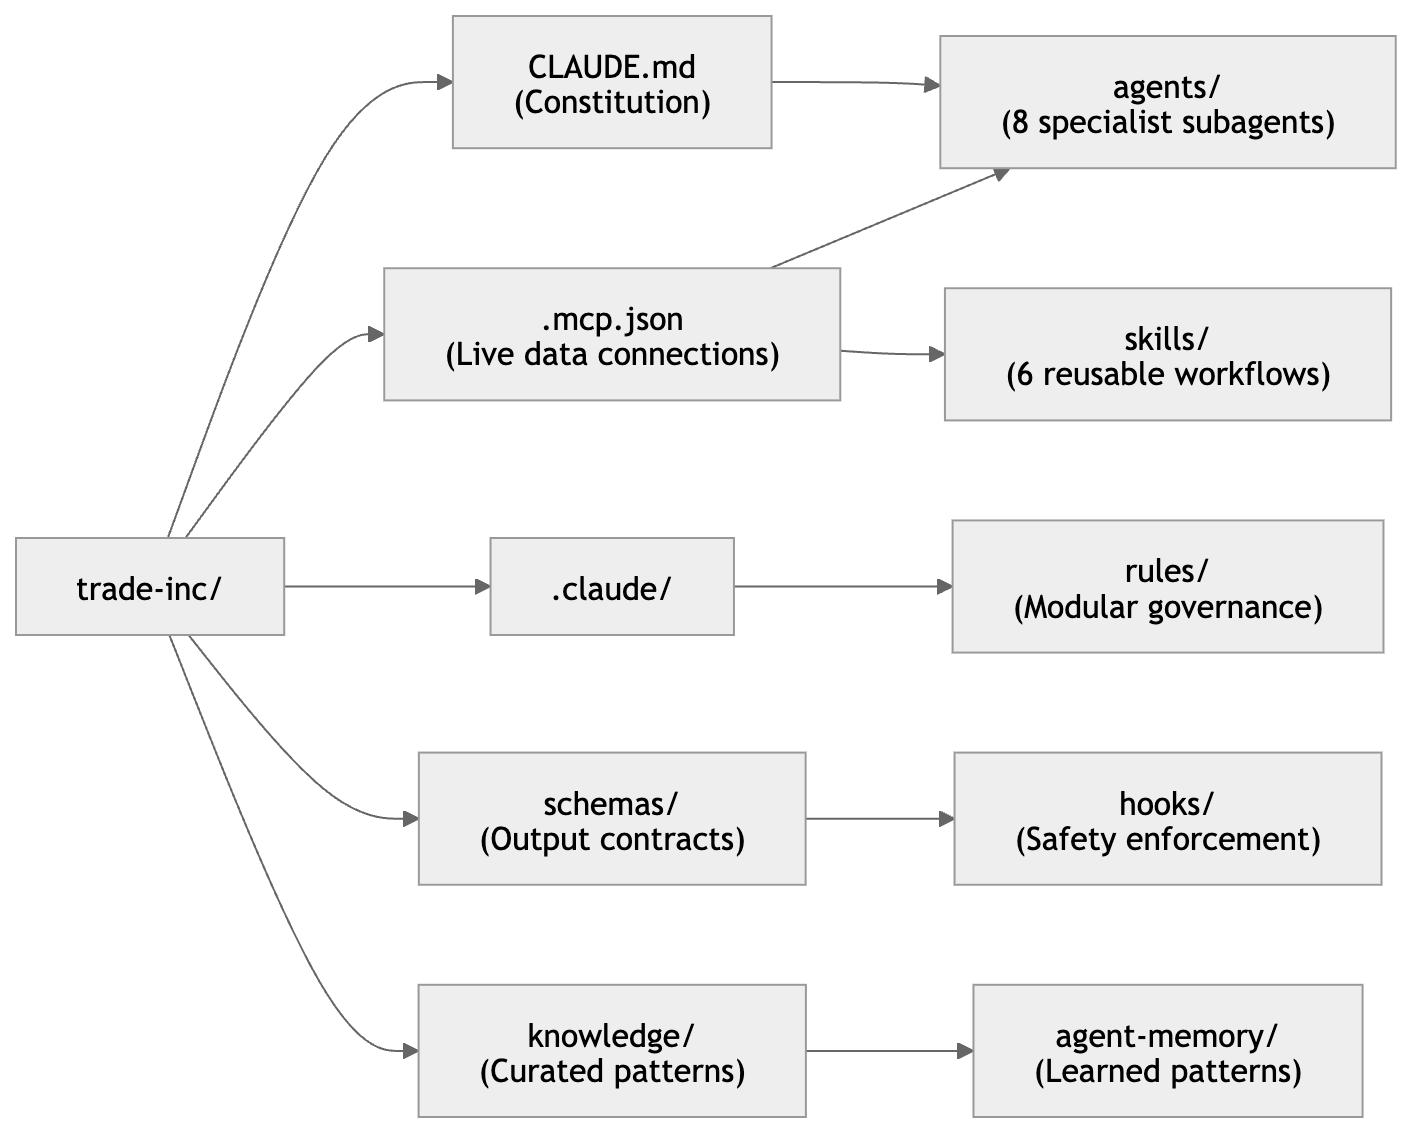 CLAUDE.md
(Constitution)
agents/
(8 specialist subagents)
.mcp.json
(Live data connections)
skills/
(6 reusable workflows)
trade-inc/
.claude/
rules/
(Modular governance)
schemas/
(Output contracts)
hooks/
(Safety enforcement)
knowledge/
(Curated patterns)
agent-memory/
(Learned patterns)